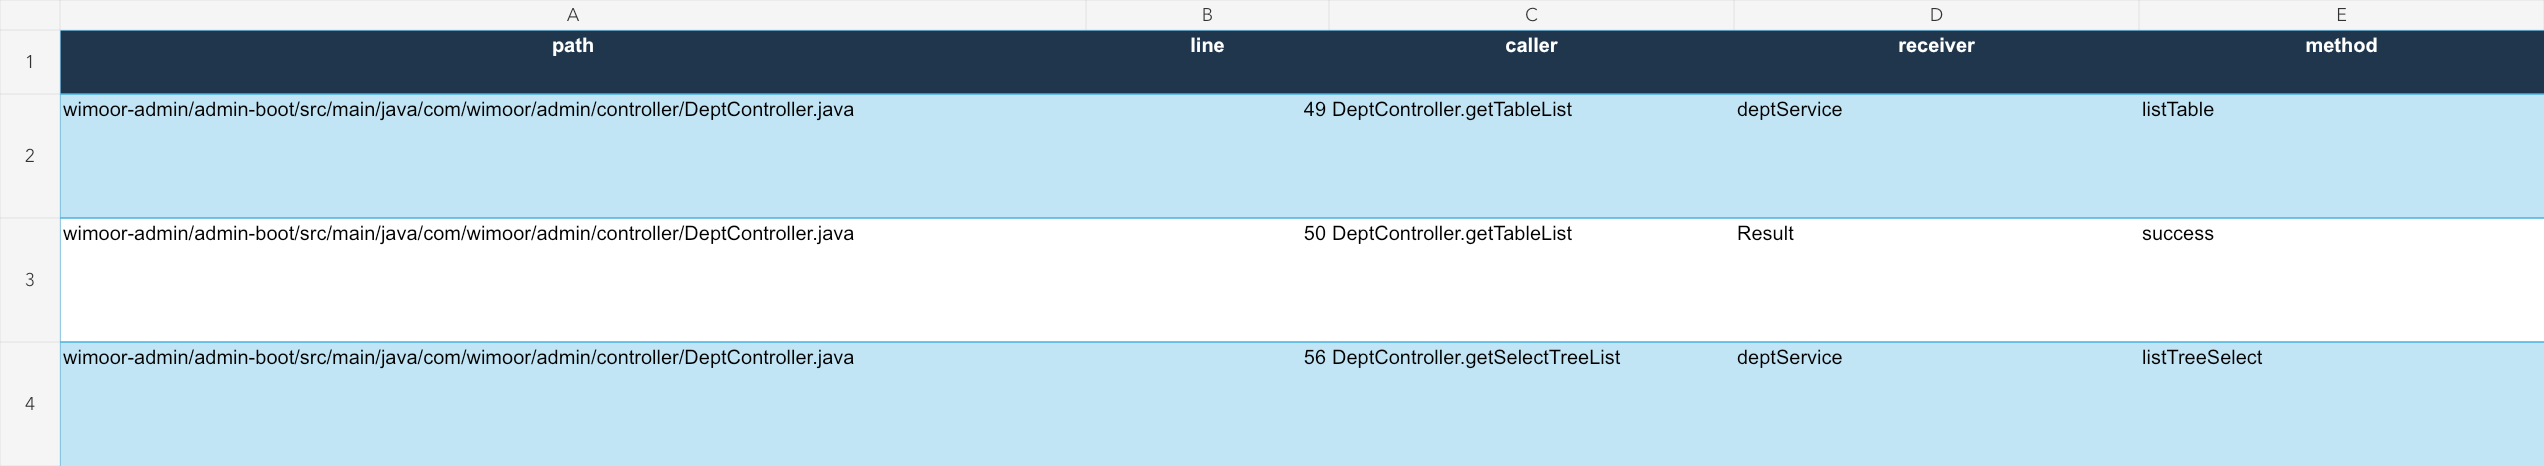 A B C D E
1 path line caller receiver method
2 wimoor-admin/admin-boot/src/main/java/com/wimoor/admin/controller/DeptController.java 49 DeptController.getTableList deptService listTable
3 wimoor-admin/admin-boot/src/main/java/com/wimoor/admin/controller/DeptController.java 50 DeptController.getTableList Result success
4 wimoor-admin/admin-boot/src/main/java/com/wimoor/admin/controller/DeptController.java 56 DeptController.getSelectTreeList deptService listTreeSelect